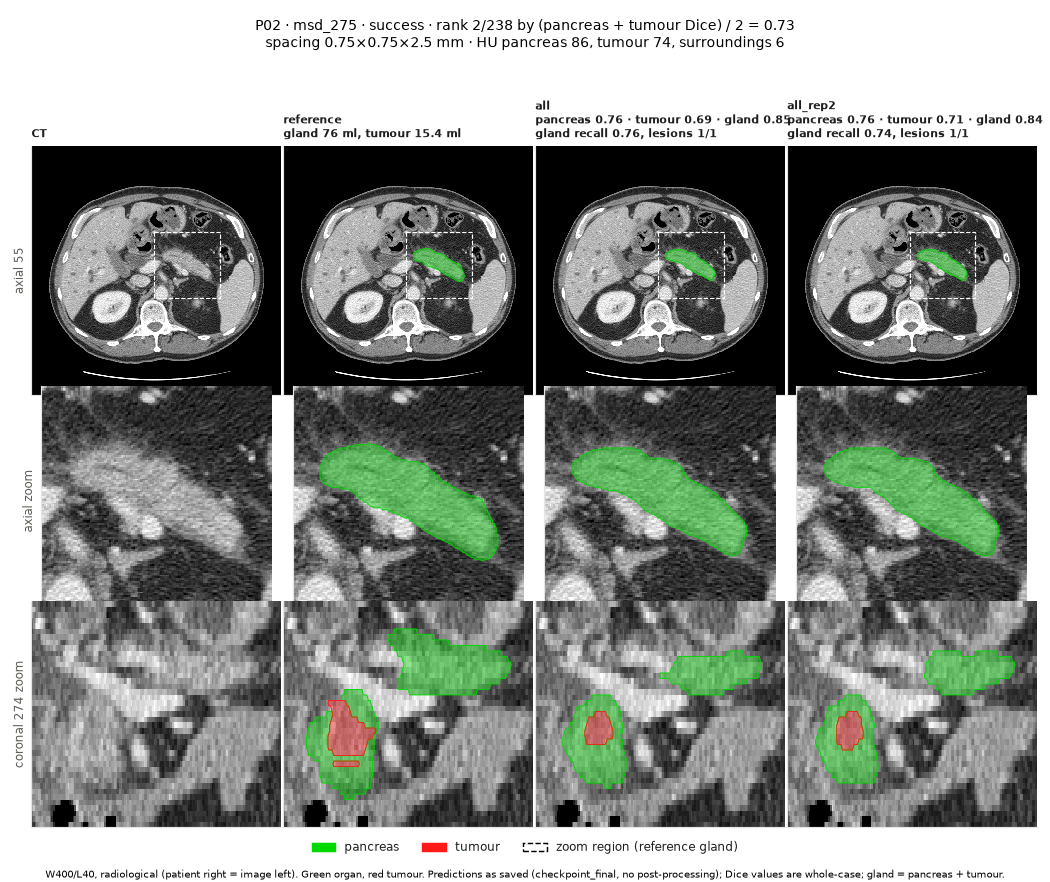 P02 · msd_275 · success · rank 2/238 by (pancreas + tumour Dice) / 2 = 0.73
spacing 0.75×0.75×2.5 mm · HU pancreas 86, tumour 74, surroundings 6
CT
reference
gland 76 ml, tumour 15.4 ml
all
pancreas 0.76 · tumour 0.69 · gland 0.85
gland recall 0.76, lesions 1/1
all_rep2
pancreas 0.76 · tumour 0.71 · gland 0.84
gland recall 0.74, lesions 1/1
axial 55
axial zoom
coronal 274 zoom
pancreas
tumour
zoom region (reference gland)
W400/L40, radiological (patient right = image left). Green organ, red tumour. Predictions as saved (checkpoint_final, no post-processing); Dice values are whole-case; gland = pancreas + tumour.